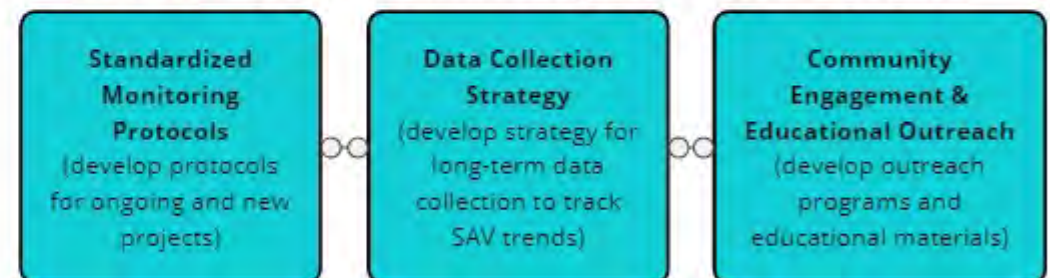 Standardized
Monitoring
Protocols
(develop protocols
for ongoing and new
projects)
Data Collection
Strategy
(develop strategy for
long-term data
collection to track
SAV trends)
Community
Engagement &
Educational Outreach
(develop outreach
programs and
educational materials)